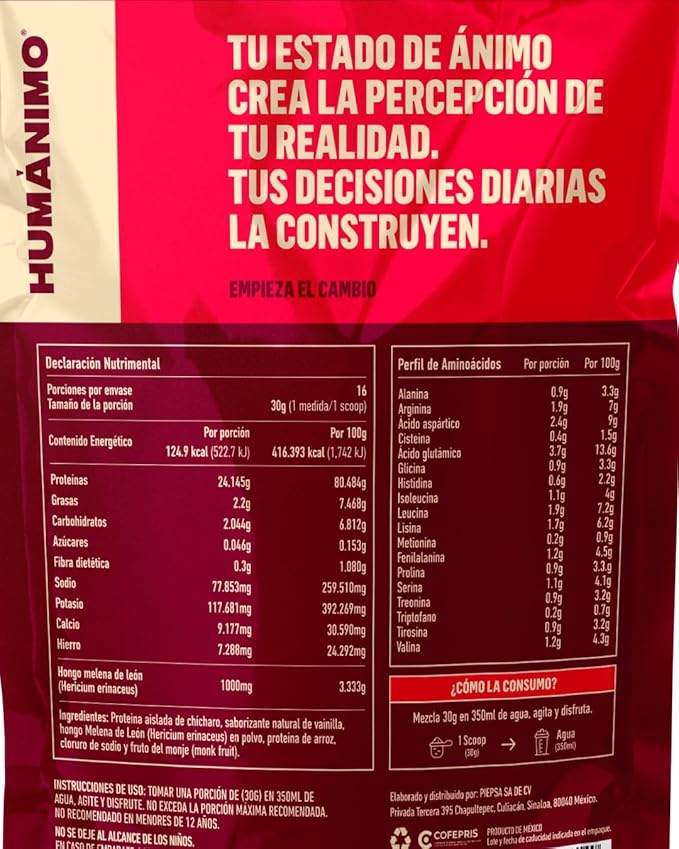 HUMÁNIMO®
TU ESTADO DE ÁNIMO
CREA LA PERCEPCIÓN DE
TU REALIDAD.
TUS DECISIONES DIARIAS
LA CONSTRUYEN.
EMPIEZA EL CAMBIO
Declaración Nutrimental
Porciones por envase 16
Tamaño de la porción 30g (1 medida/1 scoop)
Por porción Por 100g
Contenido Energético 124.9 kcal (522.7 kJ) 416.393 kcal (1,742 kJ)
Proteínas 24.145g 80.484g
Grasas 2.2g 7.468g
Carbohidratos 2.044g 6.812g
Azúcares 0.046g 0.153g
Fibra dietética 0.3g 1.080g
Sodio 77.853mg 259.510mg
Potasio 117.681mg 392.269mg
Calcio 9.177mg 30.590mg
Hierro 7.288mg 24.292mg
Hongo melena de león
(Hericium erinaceus) 1000mg 3.333g
Ingredientes: Proteina aislada de chícharo, saborizante natural de vainilla,
hongo Melena de León (Hericium erinaceus) en polvo, proteína de arroz,
cloruro de sodio y fruto del monje (monk fruit).
Perfil de Aminoácidos Por porción Por 100g
Alanina 0.9g 3.3g
Arginina 1.9g 7g
Ácido aspártico 2.4g 9g
Cisteina 0.4g 1.5g
Ácido glutámico 3.7g 13.6g
Glicina 0.9g 3.3g
Histidina 0.6g 2.2g
Isoleucina 1.1g 4g
Leucina 1.9g 7.2g
Lisina 1.7g 6.2g
Metionina 0.2g 0.9g
Fenilalanina 1.2g 4.5g
Prolina 0.9g 3.3.g
Serina 1.1g 4.1g
Treonina 0.9g 3.2g
Triptofano 0.2g 0.7g
Tirosina 0.9g 3.2g
Valina 1.2g 4.3g
¿CÓMO LA CONSUMO?
Mezcla 30g en 350ml de agua, agita y disfruta.
1 Scoop
(30g)
Agua
(350ml)
INSTRUCCIONES DE USO: TOMAR UNA PORCIÓN DE (30G) EN 350ML DE
AGUA, AGITE Y DISFRUTE. NO EXCEDA LA PORCIÓN MÁXIMA RECOMENDADA.
NO RECOMENDADO EN MENORES DE 12 AÑOS.
NO SE DEJE AL ALCANCE DE LOS NIÑOS.
EN CASO DE
Elaborado y distribuido por: PIEPSA SA DE CV
Privada Tercera 395 Chapultepec, Culiacán, Sinaloa, 80040 México.
COFEPRIS
PRODUCTO DE MÉXICO
Lote y fecha de caducidad indicada en el empaque.